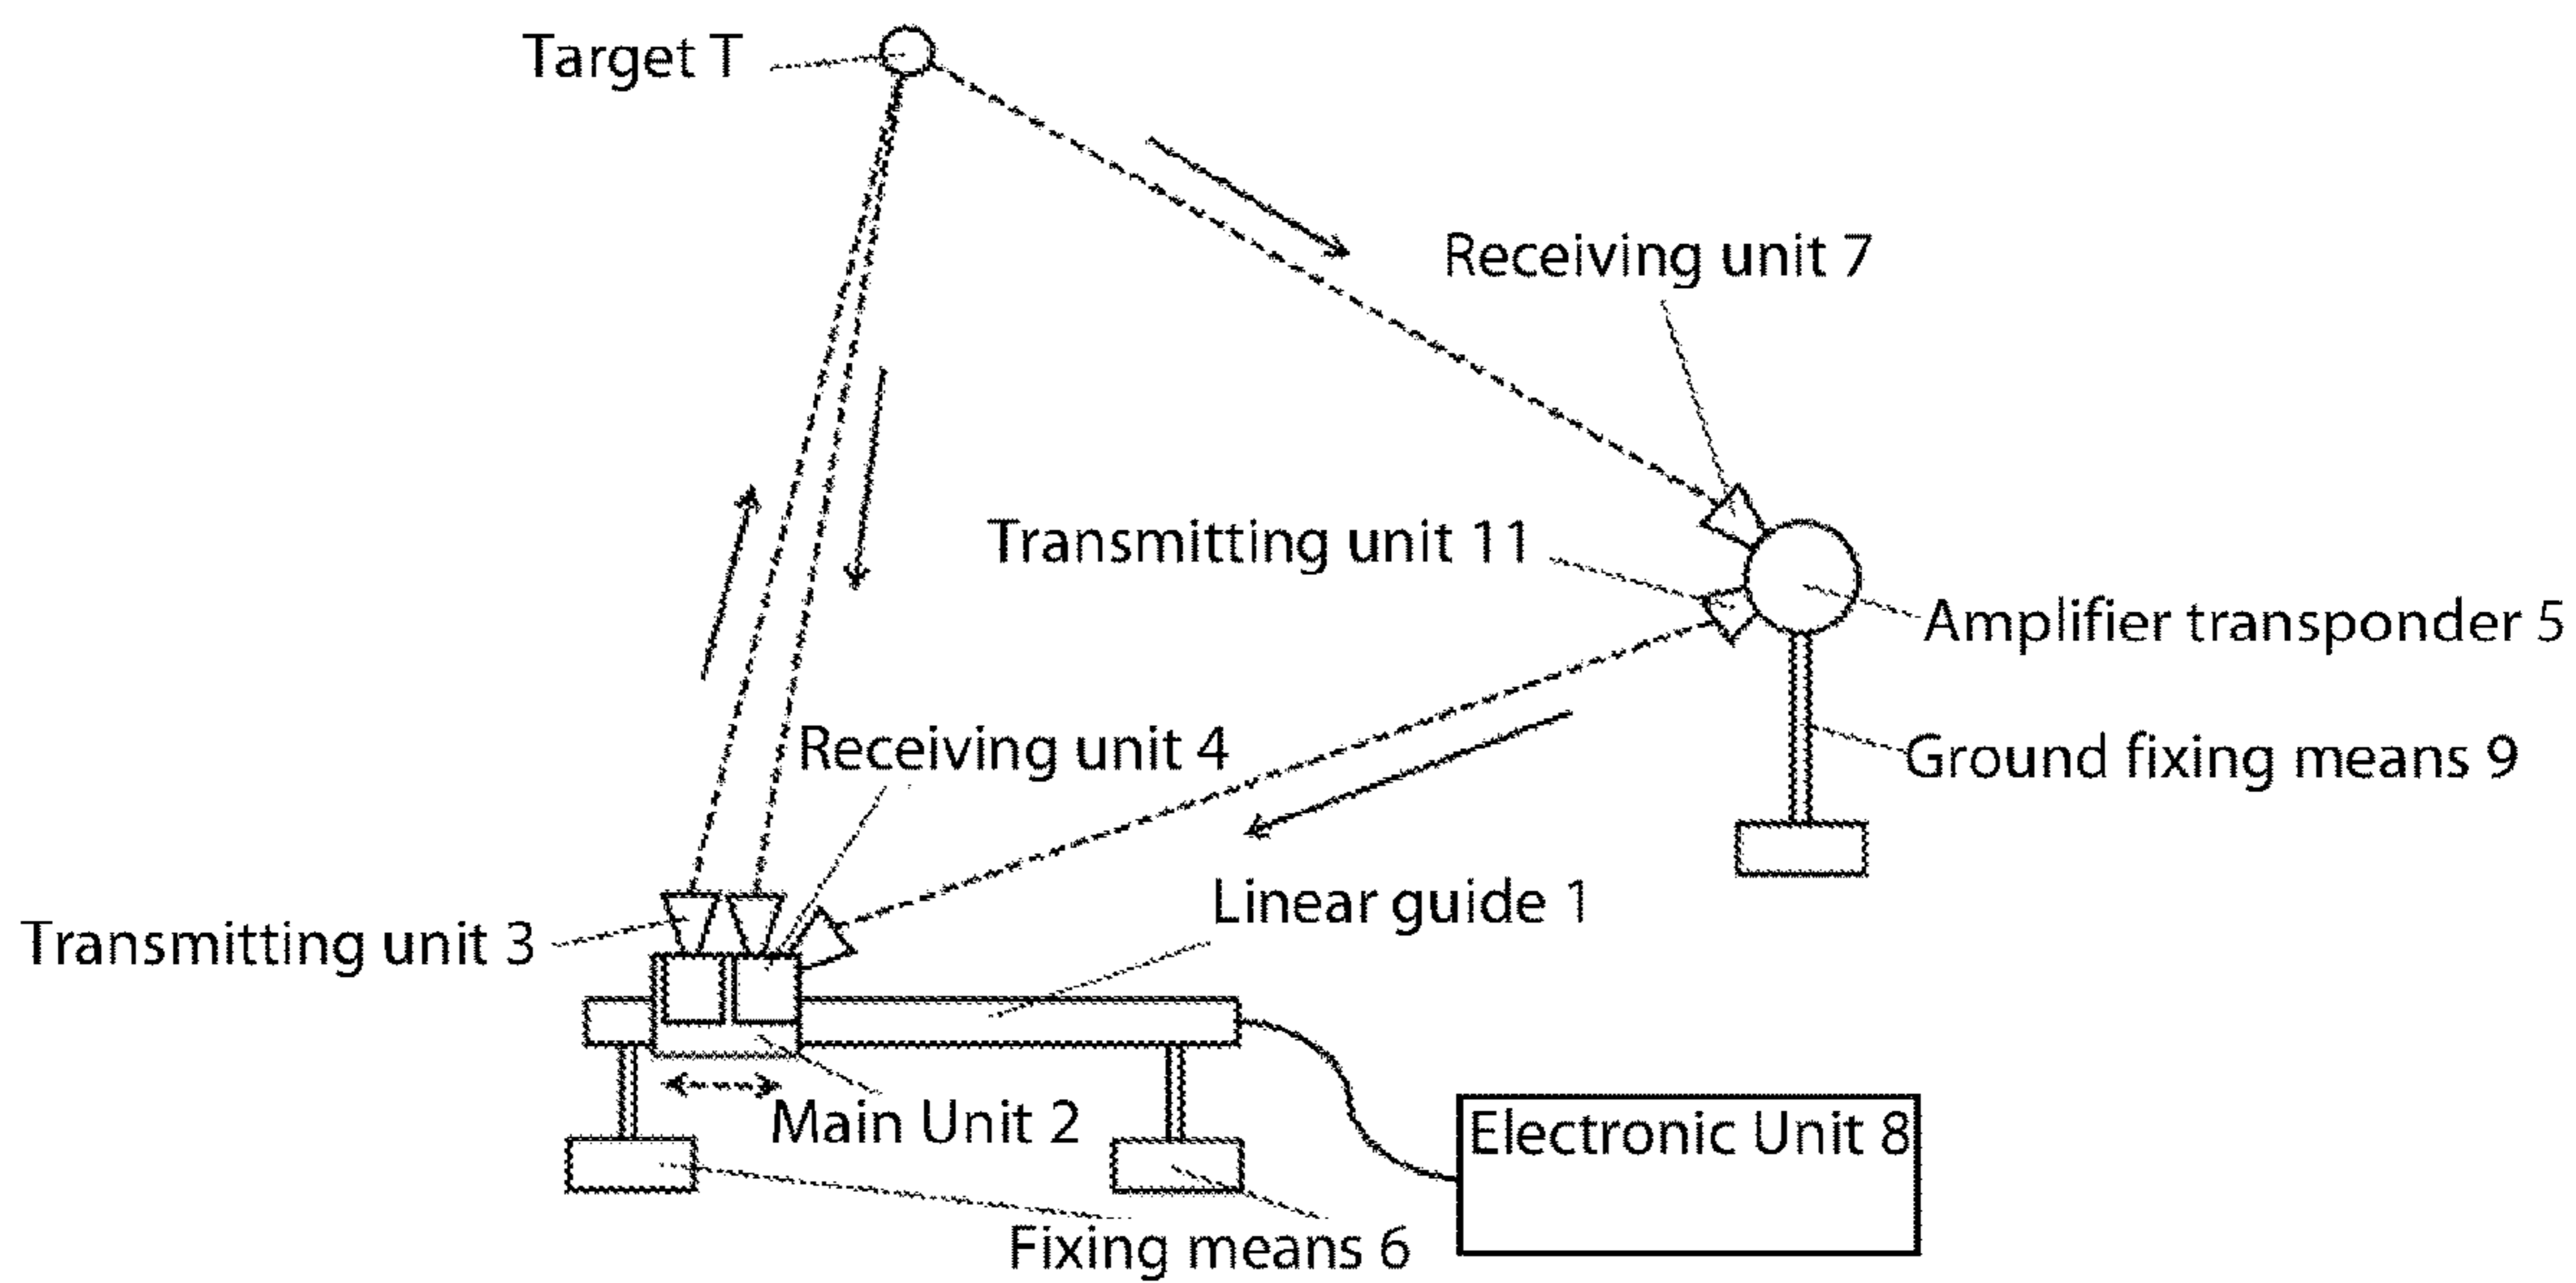 Target T
Receiving unit 7
Transmitting unit 11
Amplifier transponder 5
Receiving unit 4
Ground fixing means 9
Linear guide 1
Transmitting unit 3
Main Unit 2
Electronic Unit 8
Fixing means 6